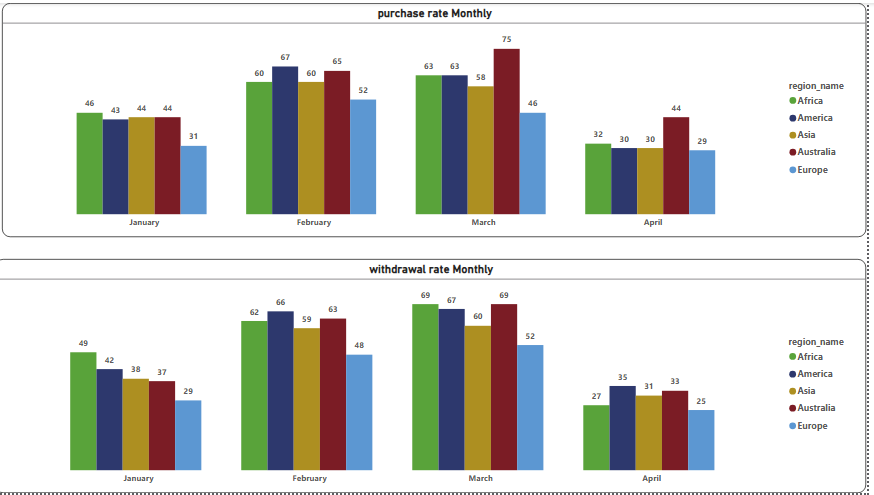 purchase rate Monthly
46 43 44 44 31
60 67 60 65 52
63 63 58 75 46
32 30 30 44 29
January February March April
region_name
Africa
America
Asia
Australia
Europe
withdrawal rate Monthly
49 42 38 37 29
62 66 59 63 48
69 67 60 69 52
27 35 31 33 25
January February March April
region_name
Africa
America
Asia
Australia
Europe